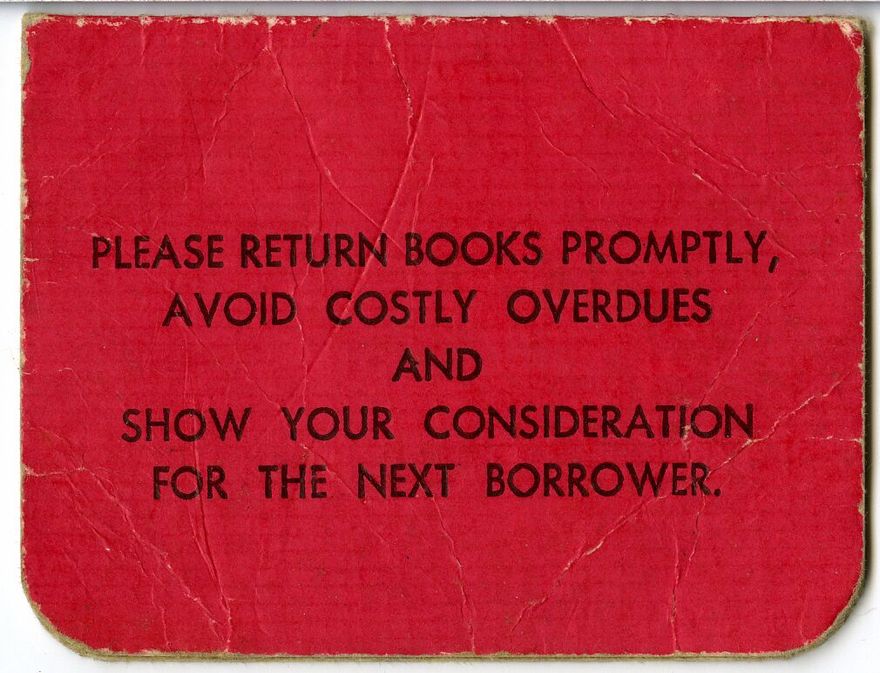 PLEASE RETURN BOOKS PROMPTLY,
AVOID COSTLY OVERDUES
AND
SHOW YOUR CONSIDERATION
FOR THE NEXT BORROWER.